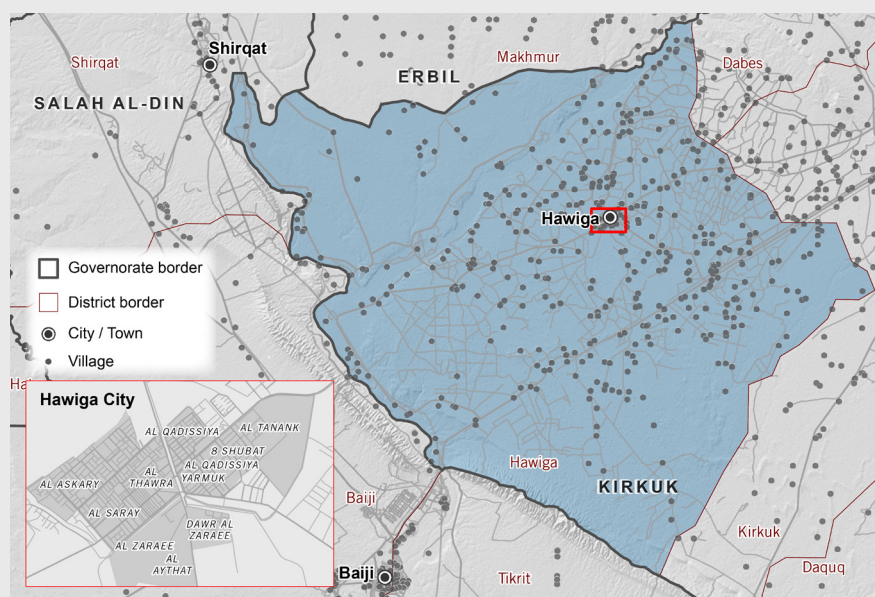 Shirqat
Shirqat
Makhmur
Dabes
ERBIL
SALAH AL-DIN
Hawiga
Governorate border
District border
City / Town
Village
Hawiga City
AL QADISSIYA
AL TANANK
8 SHUBAT
AL QADISSIYA
YARMUK
AL
THAWRA
AL ASKARY
AL SARAY
DAWR AL
ZARAEE
AL ZARAEE
AL
AYTHAT
Hawiga
KIRKUK
Baiji
Kirkuk
Baiji
Tikrit
Daquq